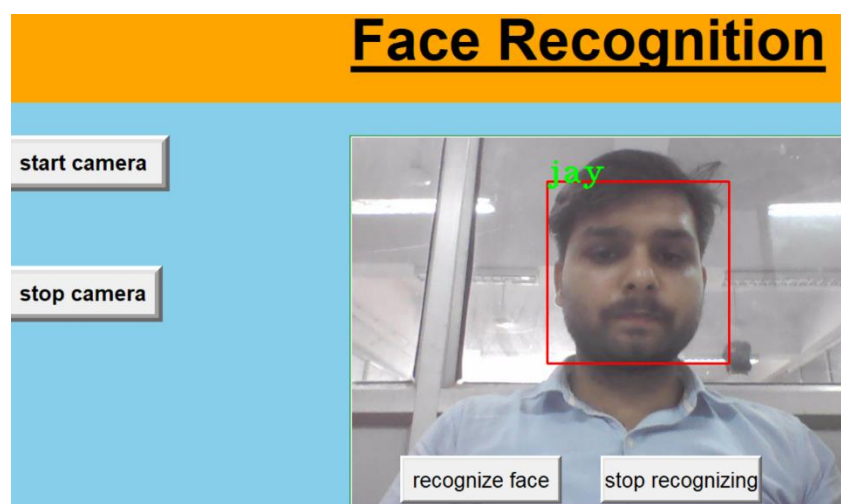 Face Recognition
start camera
jay
stop camera
recognize face
stop recognizing